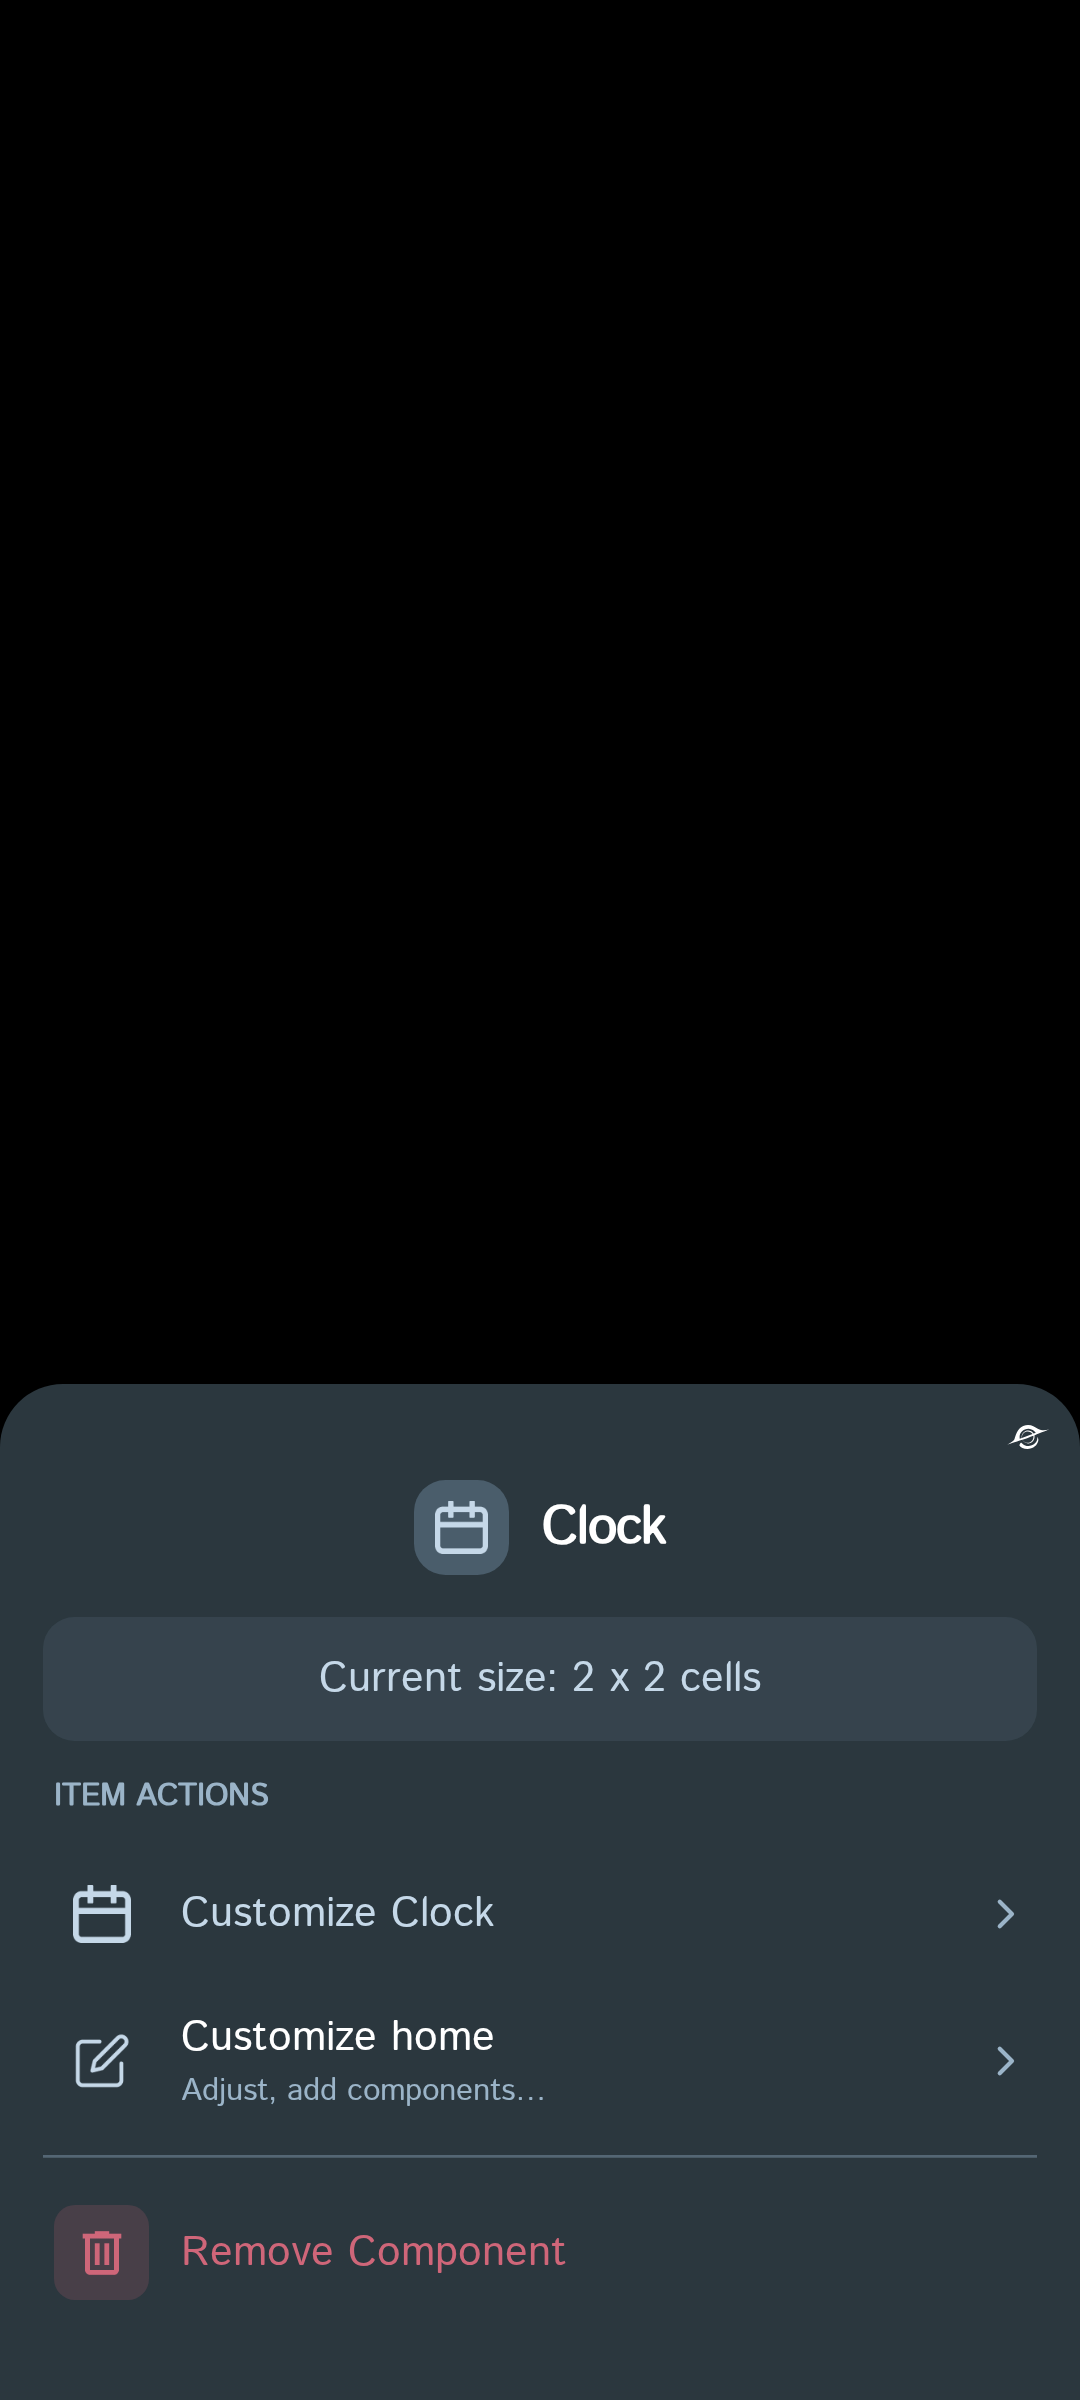 Clock
Current size: 2 x 2 cells
ITEM ACTIONS
Customize Clock
Customize home
Adjust, add components...
Remove Component